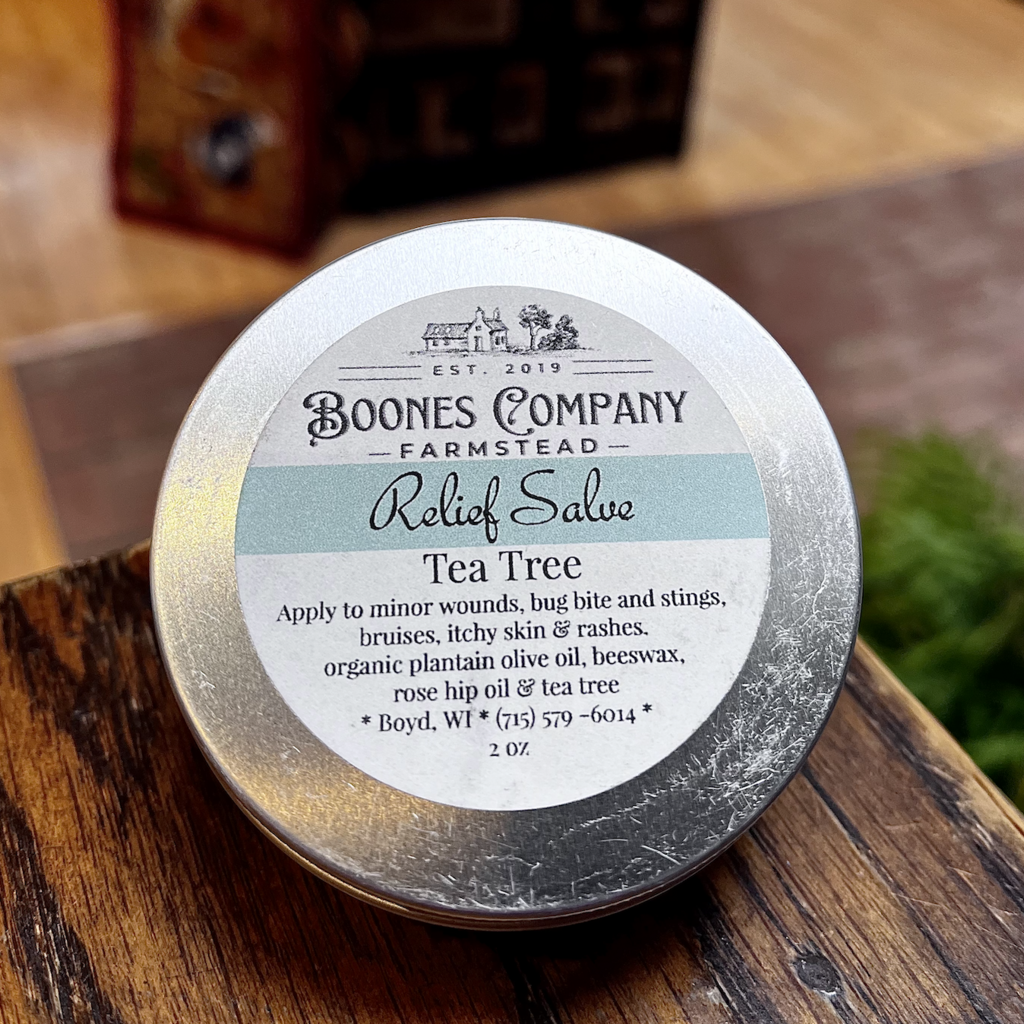 EST. 2019
BOONES COMPANY
— FARMSTEAD —
Relief Salve
Tea Tree
Apply to minor wounds, bug bite and stings,
bruises, itchy skin & rashes.
organic plantain olive oil, beeswax,
rose hip oil & tea tree
* Boyd, WI * (715) 579 -6014 *
2 oz